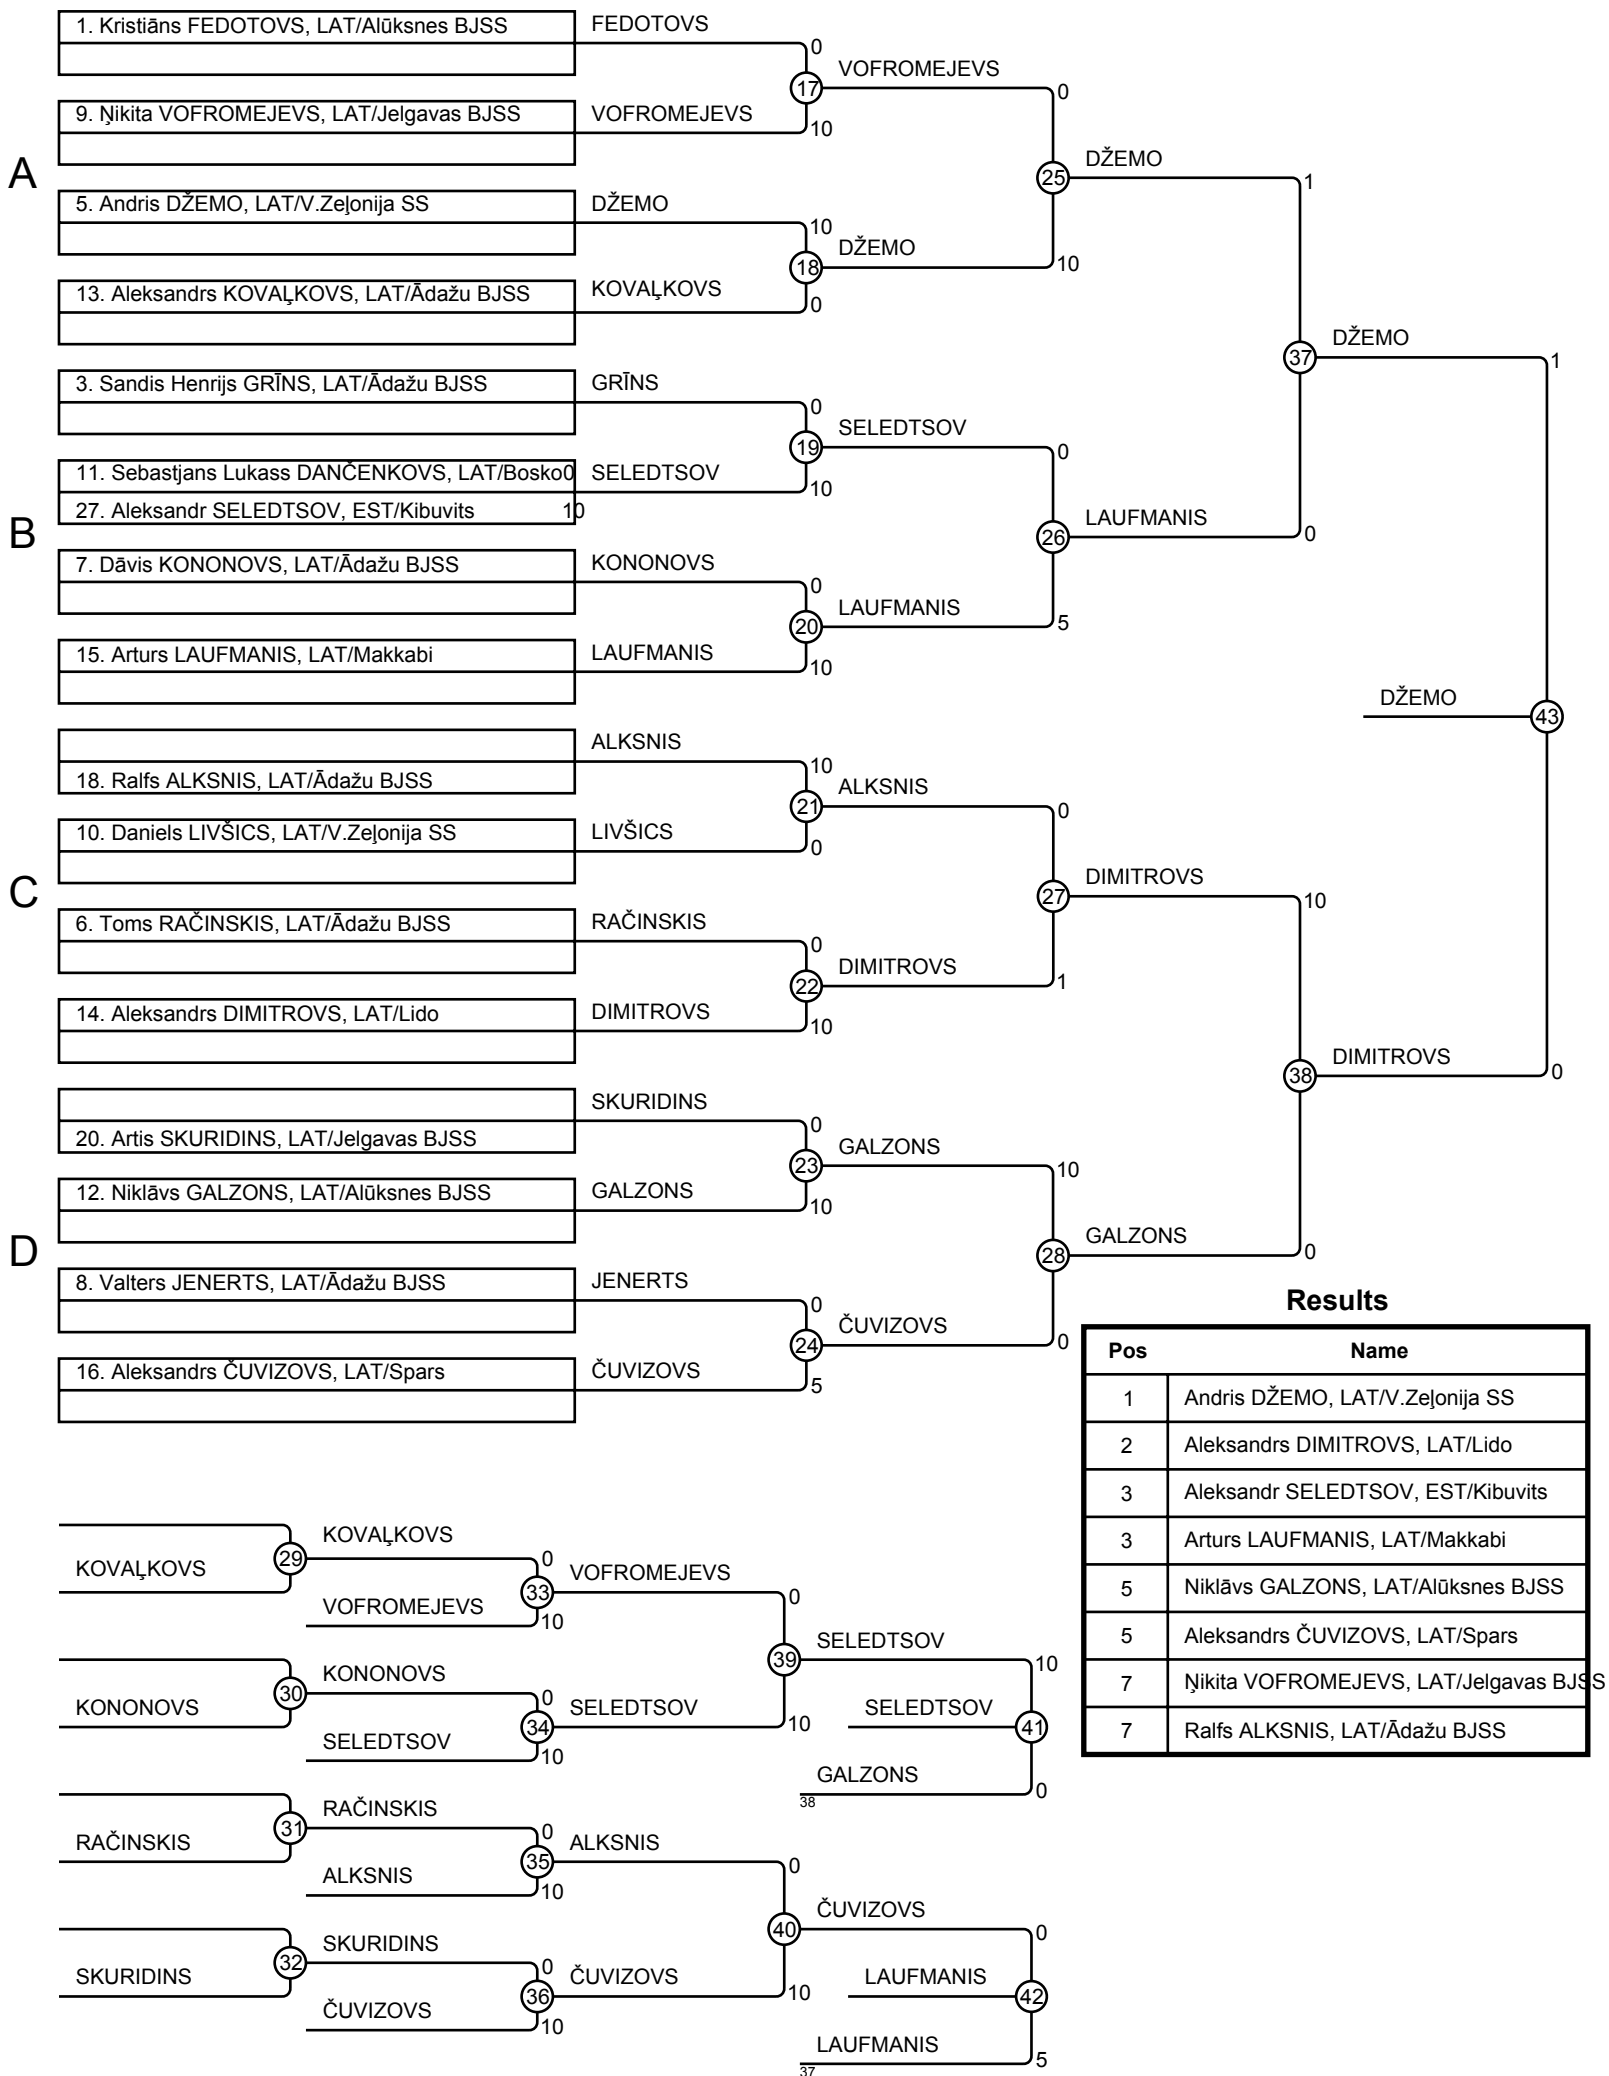 1. Kristiāns FEDOTOVS, LAT/Alūksnes BJSS FEDOTOVS
0
17 VOFROMEJEVS
9. Ņikita VOFROMEJEVS, LAT/Jelgavas BJSS VOFROMEJEVS 0
10
A 25 DŽEMO
5. Andris DŽEMO, LAT/V.Zeļonija SS DŽEMO 1
10
18 DŽEMO 10
13. Aleksandrs KOVAĻKOVS, LAT/Ādažu BJSS KOVAĻKOVS
0
37 DŽEMO
3. Sandis Henrijs GRĪNS, LAT/Ādažu BJSS GRĪNS 1
0
19 SELEDTSOV 0
11. Sebastjans Lukass DANČENKOVS, LAT/Bosko0 SELEDTSOV
10
27. Aleksandr SELEDTSOV, EST/Kibuvits 10
B 26 LAUFMANIS 0
7. Dāvis KONONOVS, LAT/Ādažu BJSS KONONOVS
0
20 LAUFMANIS 5
15. Arturs LAUFMANIS, LAT/Makkabi LAUFMANIS
10
DŽEMO 43
ALKSNIS
10
18. Ralfs ALKSNIS, LAT/Ādažu BJSS
21 ALKSNIS 0
10. Daniels LIVŠICS, LAT/V.Zeļonija SS LIVŠICS
0
C 27 DIMITROVS 10
6. Toms RAČINSKIS, LAT/Ādažu BJSS RAČINSKIS
0
22 DIMITROVS 1
14. Aleksandrs DIMITROVS, LAT/Lido DIMITROVS
10
38 DIMITROVS 0
SKURIDINS
0
20. Artis SKURIDINS, LAT/Jelgavas BJSS
23 GALZONS 10
12. Niklāvs GALZONS, LAT/Alūksnes BJSS GALZONS
10
D 28 GALZONS 0
8. Valters JENERTS, LAT/Ādažu BJSS JENERTS
0
24 ČUVIZOVS 0
16. Aleksandrs ČUVIZOVS, LAT/Spars ČUVIZOVS
5
Results
Pos Name
1 Andris DŽEMO, LAT/V.Zeļonija SS
2 Aleksandrs DIMITROVS, LAT/Lido
3 Aleksandr SELEDTSOV, EST/Kibuvits
3 Arturs LAUFMANIS, LAT/Makkabi
5 Niklāvs GALZONS, LAT/Alūksnes BJSS
5 Aleksandrs ČUVIZOVS, LAT/Spars
7 Ņikita VOFROMEJEVS, LAT/Jelgavas BJSS
7 Ralfs ALKSNIS, LAT/Ādažu BJSS
KOVAĻKOVS 29 KOVAĻKOVS 0
VOFROMEJEVS 10 33 VOFROMEJEVS 0
39 SELEDTSOV 10
KONONOVS 30 KONONOVS 0
SELEDTSOV 10 34 SELEDTSOV 10
SELEDTSOV 41
GALZONS 0
38
RAČINSKIS 31 RAČINSKIS 0
ALKSNIS 10 35 ALKSNIS 0
40 ČUVIZOVS 0
SKURIDINS 32 SKURIDINS 0
ČUVIZOVS 10 36 ČUVIZOVS 10
LAUFMANIS 42
LAUFMANIS 5
37